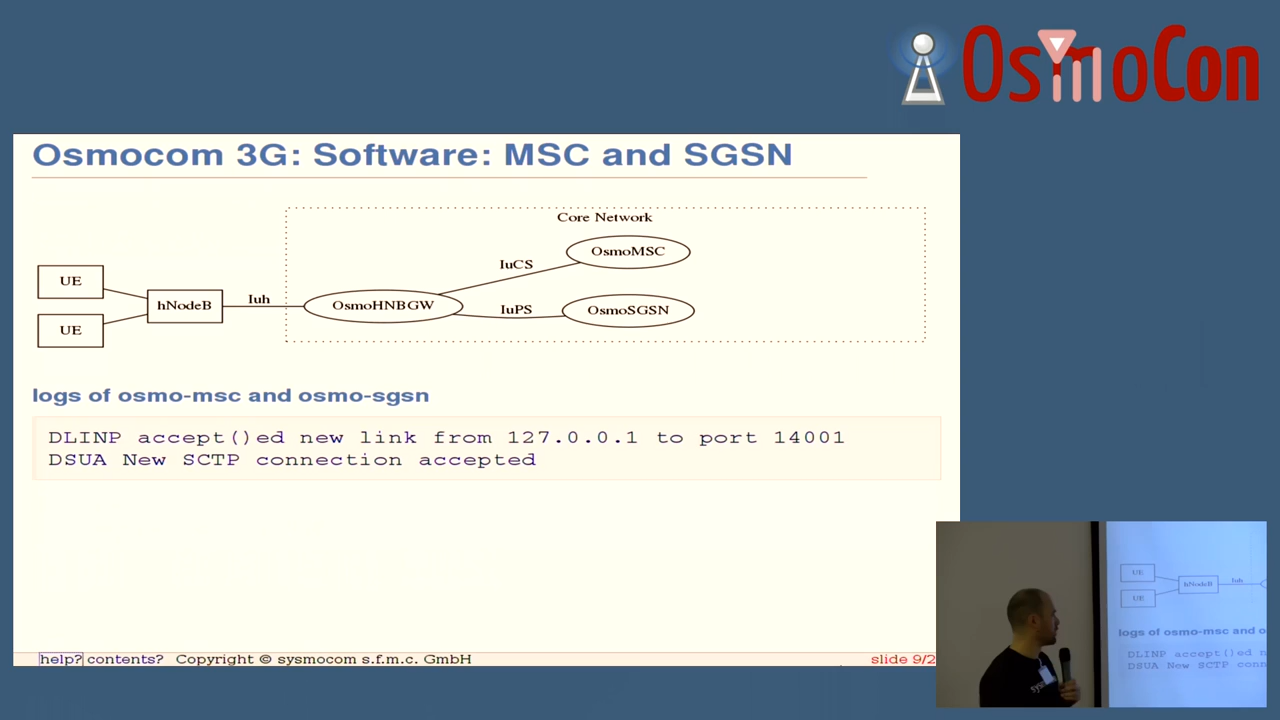 OsmoCon
Osmocom 3G: Software: MSC and SGSN
Core Network
OsmoMSC
IuCS
UE
hNodeB
Iuh
OsmoHNBGW
IuPS
OsmoSGSN
UE
logs of osmo-msc and osmo-sgsn
DLINP accept()ed new link from 127.0.0.1 to port 14001
DSUA New SCTP connection accepted
help? contents? Copyright © sysmocom s.f.m.c. GmbH
slide 9/2
UE
hNodeB
Iuh
UE
logs of osmo-msc and o
DLINP accept()ed n
DSUA New SCTP conn
sys